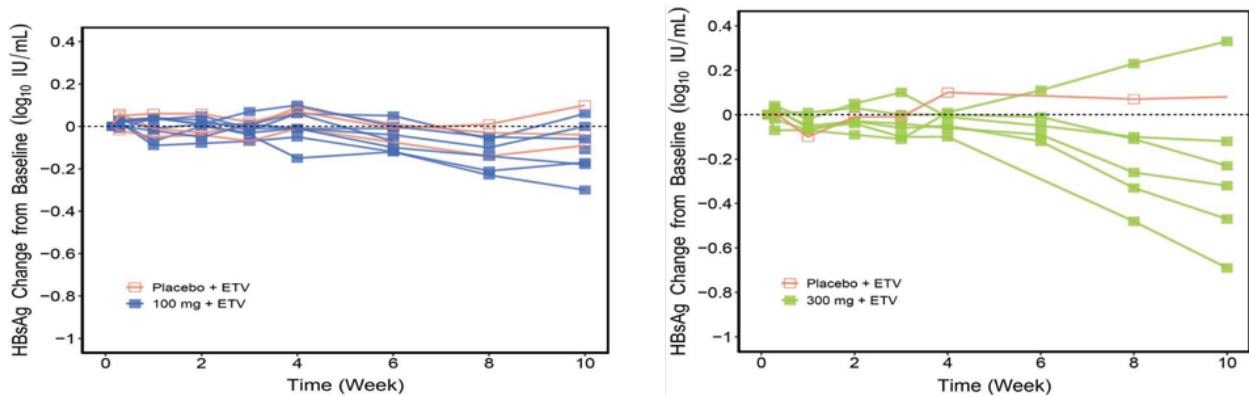 HBsAg Change from Baseline (log₁₀ IU/mL)
0.4
0.2
0
−0.2
−0.4
−0.6
−0.8
−1
Placebo + ETV
100 mg + ETV
0 2 4 6 8 10
Time (Week)
HBsAg Change from Baseline (log₁₀ IU/mL)
0.4
0.2
0
−0.2
−0.4
−0.6
−0.8
−1
Placebo + ETV
300 mg + ETV
0 2 4 6 8 10
Time (Week)